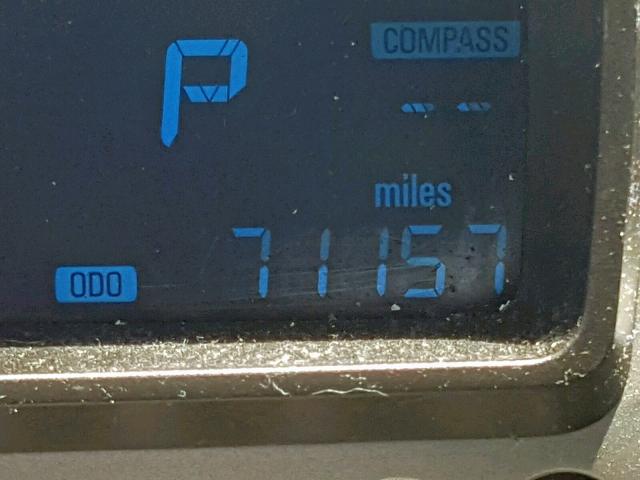 P
COMPASS
-- 
miles
ODO 71157